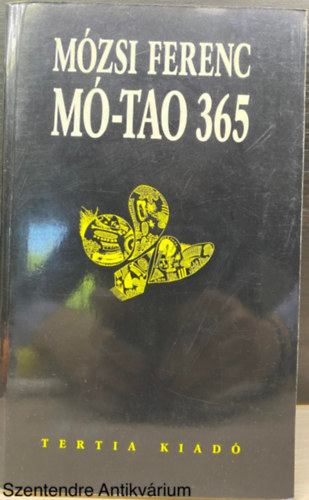 MÓZSI FERENC
MÓ-TAO 365
TERTIA KIADÓ
Szentendre Antikvárium